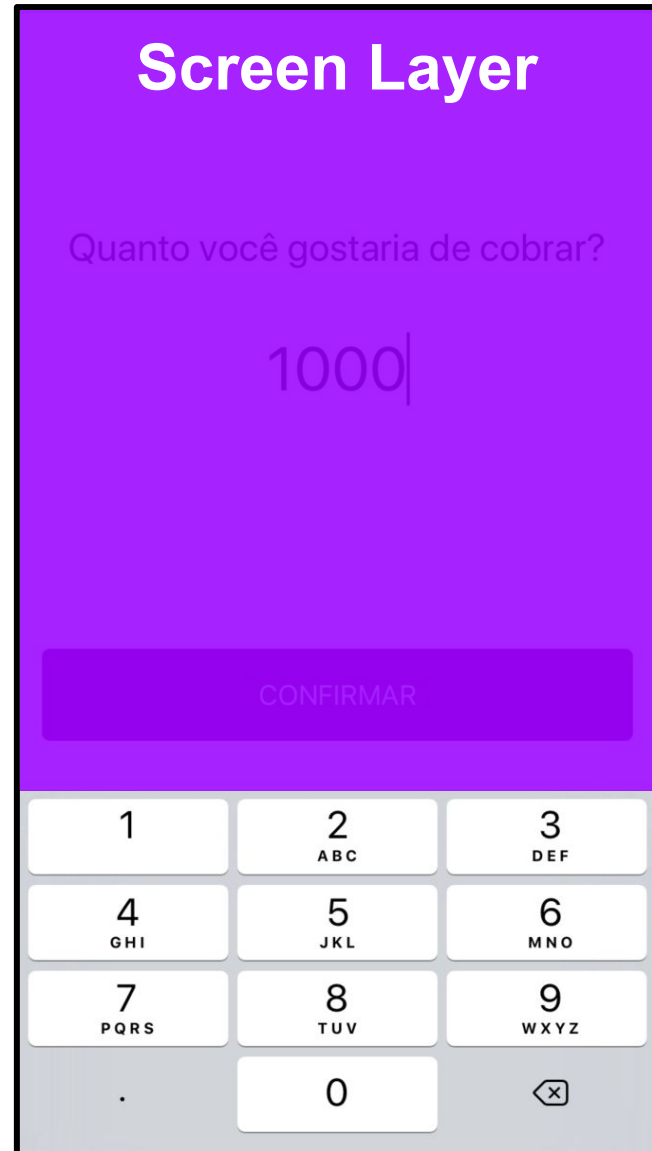 Screen Layer
Quanto você gostaria de cobrar?
1000
CONFIRMAR
1 2 3
ABC DEF
4 5 6
GHI JKL MNO
7 8 9
PQRS TUV WXYZ
. 0